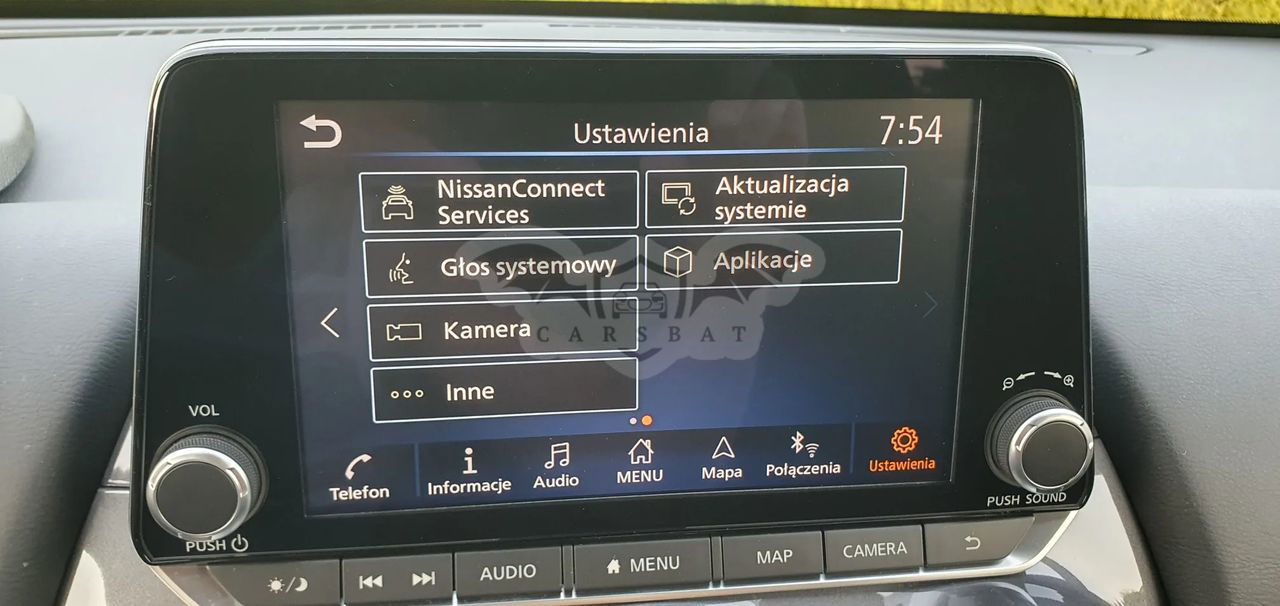 Ustawienia
7:54
NissanConnect
Services
Aktualizacja
systemie
Głos systemowy
Aplikacje
Kamera
Inne
CARSBAT
Telefon
Informacje
Audio
MENU
Mapa
Połączenia
Ustawienia
VOL
PUSH
PUSH SOUND
AUDIO
MENU
MAP
CAMERA